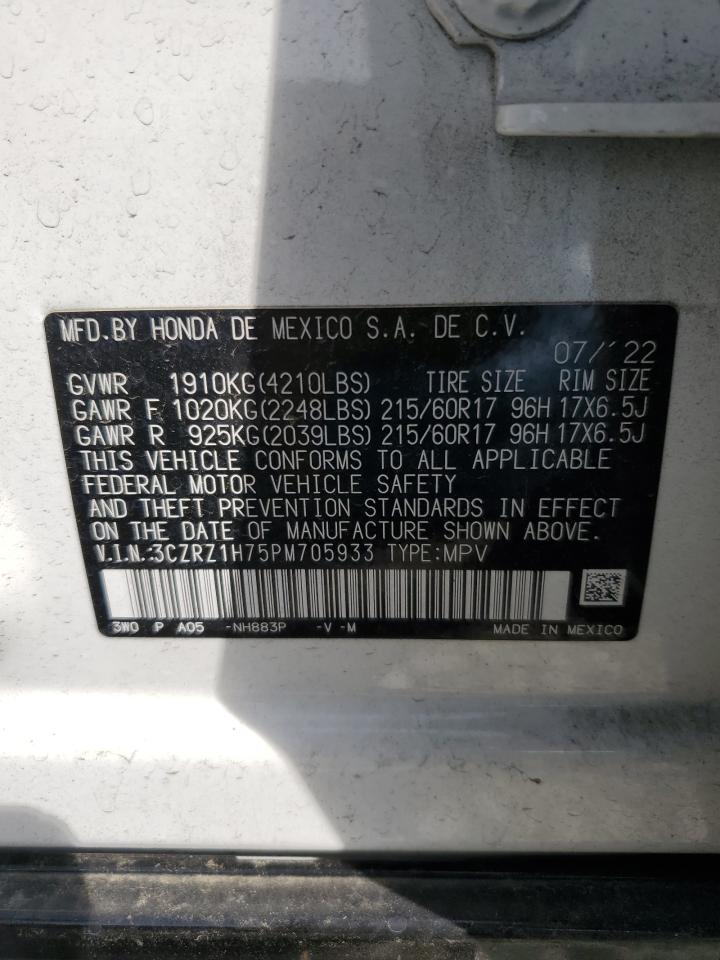 MFD.BY HONDA DE MEXICO S.A. DE C.V.
07/'22
GVWR 1910KG(4210LBS) TIRE SIZE RIM SIZE
GAWR F 1020KG(2248LBS) 215/60R17 96H 17X6.5J
GAWR R 925KG(2039LBS) 215/60R17 96H 17X6.5J
THIS VEHICLE CONFORMS TO ALL APPLICABLE
FEDERAL MOTOR VEHICLE SAFETY
AND THEFT PREVENTION STANDARDS IN EFFECT
ON THE DATE OF MANUFACTURE SHOWN ABOVE.
V.I.N.:3CZRZ1H75PM705933 TYPE:MPV
3W0 P A05 -NH883P -V -M MADE IN MEXICO